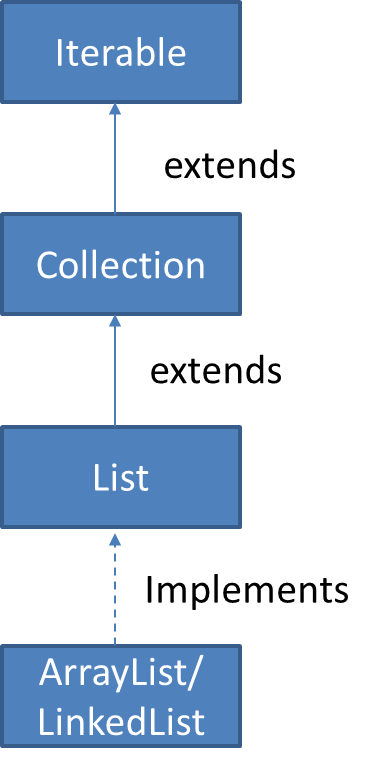 Iterable
extends
Collection
extends
List
Implements
ArrayList/
LinkedList